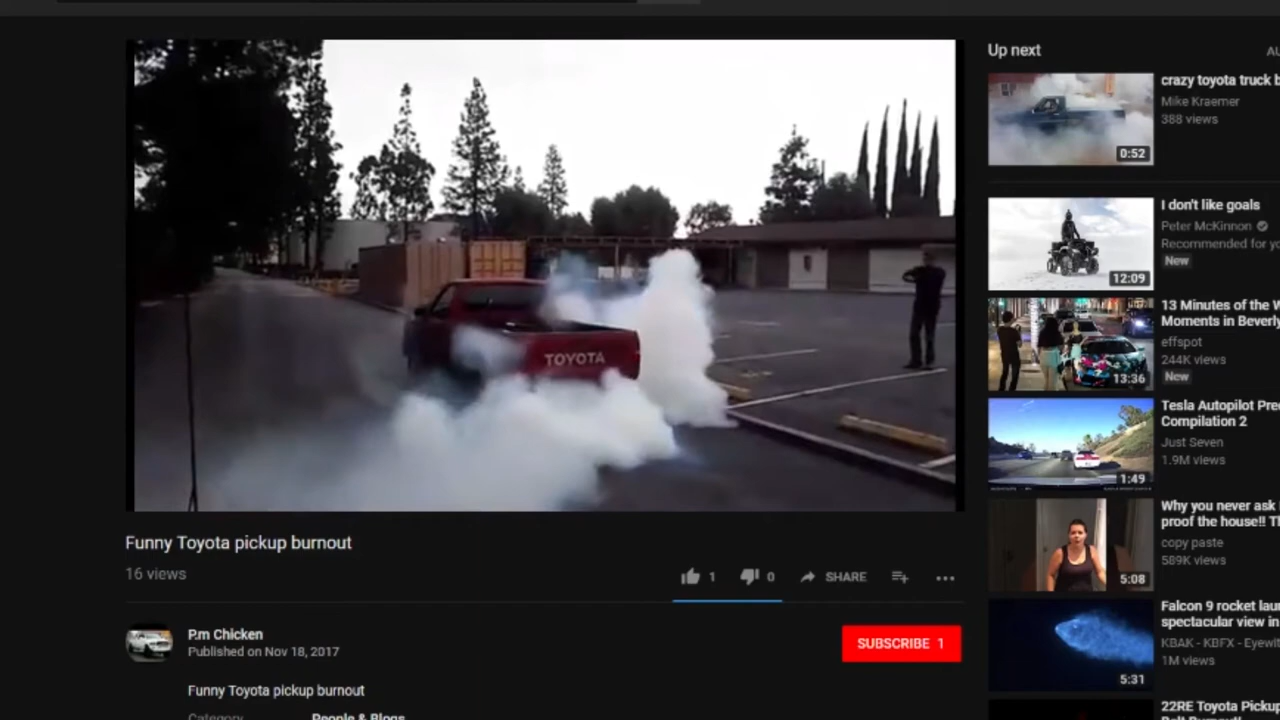 TOYOTA
Funny Toyota pickup burnout
16 views
1
0
SHARE
P.m Chicken
Published on Nov 18, 2017
SUBSCRIBE 1
Funny Toyota pickup burnout
Category
People & Blogs
Up next
crazy toyota truck
Mike Kraemer
388 views
0:52
I don't like goals
Peter McKinnon
Recommended for
New
12:09
13 Minutes of the
Moments in Beverly
effspot
244K views
New
13:36
Tesla Autopilot
Compilation 2
Just Seven
1.9M views
1:49
Why you never ask
proof the house!!
copy paste
589K views
5:08
Falcon 9 rocket
spectacular view in
KBAK - KBFX -
1M views
5:31
22RE Toyota Pickup